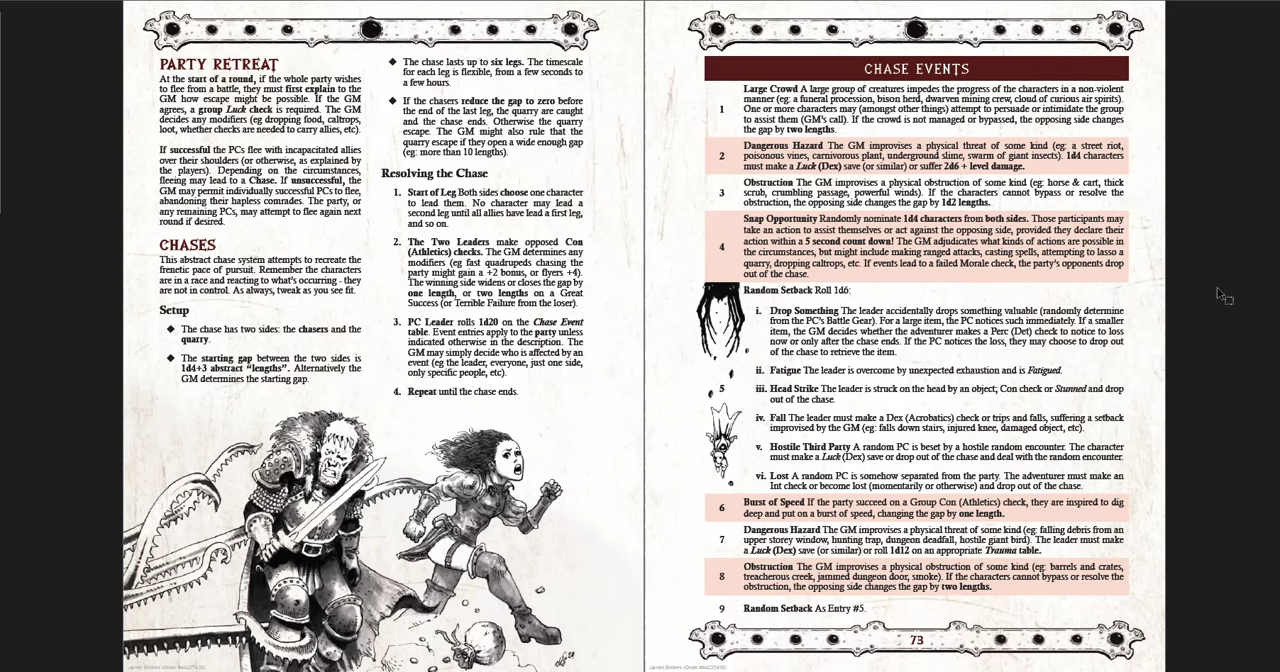 PARTY RETREAT
At the start of a round, if the whole party wishes
to flee from a battle, they must first explain to the
GM how escape might be possible. If the GM
agrees, a group Luck check is required. The GM
decides any modifiers (eg dropping food, caltrops,
loot, whether checks are needed to carry allies, etc).
If successful the PCs flee with incapacitated allies
over their shoulders (or otherwise, as explained by
the players). Depending on the circumstances,
fleeing may lead to a Chase. If unsuccessful, the
GM may permit individually successful PCs to flee,
abandoning their hapless comrades. The party, or
any remaining PCs, may attempt to flee again next
round if desired.
CHASES
This abstract chase system attempts to recreate the
frenetic pace of pursuit. Remember the characters
are in a race and reacting to what's occurring - they
are not in control. As always, tweak as you see fit.
Setup
◆ The chase has two sides: the chasers and the
quarry.
◆ The starting gap between the two sides is
1d4+3 abstract “lengths”. Alternatively the
GM determines the starting gap.
◆ The chase lasts up to six legs. The timescale
for each leg is flexible, from a few seconds to
a few hours.
◆ If the chasers reduce the gap to zero before
the end of the last leg, the quarry are caught
and the chase ends. Otherwise the quarry
escape. The GM might also rule that the
quarry escape if they open a wide enough gap
(eg: more than 10 lengths).
Resolving the Chase
1. Start of Leg Both sides choose one character
to lead them. No character may lead a
second leg until all allies have lead a first leg,
and so on.
2. The Two Leaders make opposed Con
(Athletics) checks. The GM determines any
modifiers (eg fast quadrupeds chasing the
party might gain a +2 bonus, or flyers +4).
The winning side widens or closes the gap by
one length, or two lengths on a Great
Success (or Terrible Failure from the loser).
3. PC Leader rolls 1d20 on the Chase Event
table. Event entries apply to the party unless
indicated otherwise in the description. The
GM may simply decide who is affected by an
event (eg the leader, everyone, just one side,
only specific people, etc).
4. Repeat until the chase ends.
James Endres (Order #44237418)
CHASE EVENTS
1 Large Crowd A large group of creatures impedes the progress of the characters in a non-violent
manner (eg: a funeral procession, bison herd, dwarven mining crew, cloud of curious air spirits).
One or more characters may (amongst other things) attempt to persuade or intimidate the group
to assist them (GM's call). If the crowd is not managed or bypassed, the opposing side changes
the gap by two lengths.
2 Dangerous Hazard The GM improvises a physical threat of some kind (eg: a street riot,
poisonous vines, carnivorous plant, underground slime, swarm of giant insects). 1d4 characters
must make a Luck (Dex) save (or similar) or suffer 2d6 + level damage.
3 Obstruction The GM improvises a physical obstruction of some kind (eg: horse & cart, thick
scrub, crumbling passage, powerful winds). If the characters cannot bypass or resolve the
obstruction, the opposing side changes the gap by 1d2 lengths.
4 Snap Opportunity Randomly nominate 1d4 characters from both sides. Those participants may
take an action to assist themselves or act against the opposing side, provided they declare their
action within a 5 second count down! The GM adjudicates what kinds of actions are possible in
the circumstances, but might include making ranged attacks, casting spells, attempting to lasso a
quarry, dropping caltrops, etc. If events lead to a failed Morale check, the party's opponents drop
out of the chase.
5 Random Setback Roll 1d6:
i. Drop Something The leader accidentally drops something valuable (randomly determine
from the PC's Battle Gear). For a large item, the PC notices such immediately. If a smaller
item, the GM decides whether the adventurer makes a Perc (Det) check to notice to loss
now or only after the chase ends. If the PC notices the loss, they may choose to drop out
of the chase to retrieve the item.
ii. Fatigue The leader is overcome by unexpected exhaustion and is Fatigued.
iii. Head Strike The leader is struck on the head by an object; Con check or Stunned and drop
out of the chase.
iv. Fall The leader must make a Dex (Acrobatics) check or trips and falls, suffering a setback
improvised by the GM (eg: falls down stairs, injured knee, damaged object, etc).
v. Hostile Third Party A random PC is beset by a hostile random encounter. The character
must make a Luck (Dex) save or drop out of the chase and deal with the random encounter.
vi. Lost A random PC is somehow separated from the party. The adventurer must make an
Int check or become lost (momentarily or otherwise) and drop out of the chase.
6 Burst of Speed If the party succeed on a Group Con (Athletics) check, they are inspired to dig
deep and put on a burst of speed, changing the gap by one length.
7 Dangerous Hazard The GM improvises a physical threat of some kind (eg: falling debris from an
upper storey window, hunting trap, dungeon deadfall, hostile giant bird). The leader must make
a Luck (Dex) save (or similar) or roll 1d12 on an appropriate Trauma table.
8 Obstruction The GM improvises a physical obstruction of some kind (eg: barrels and crates,
treacherous creek, jammed dungeon door, smoke). If the characters cannot bypass or resolve the
obstruction, the opposing side changes the gap by two lengths.
9 Random Setback As Entry #5.
73
James Endres (Order #44237418)